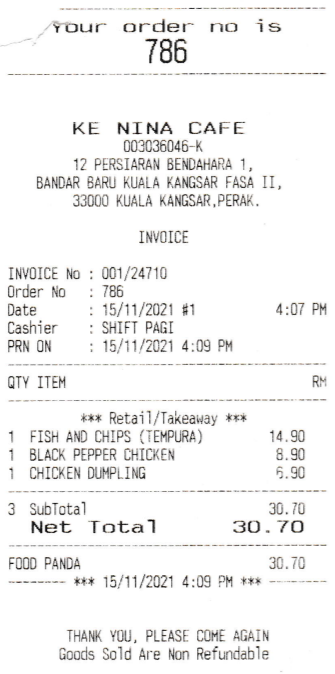 Your order no is
786
KE NINA CAFE
003036046-K
12 PERSIARAN BENDAHARA 1,
BANDAR BARU KUALA KANGSAR FASA II,
33000 KUALA KANGSAR,PERAK.
INVOICE
INVOICE No : 001/24710
Order No : 786
Date : 15/11/2021 #1 4:07 PM
Cashier : SHIFT PAGI
PRN ON : 15/11/2021 4:09 PM
QTY ITEM RM
*** Retail/Takeaway ***
1 FISH AND CHIPS (TEMPURA) 14.90
1 BLACK PEPPER CHICKEN 8.90
1 CHICKEN DUMPLING 6.90
3 SubTotal 30.70
Net Total 30.70
FOOD PANDA 30.70
-------- *** 15/11/2021 4:09 PM *** --------
THANK YOU, PLEASE COME AGAIN
Goods Sold Are Non Refundable